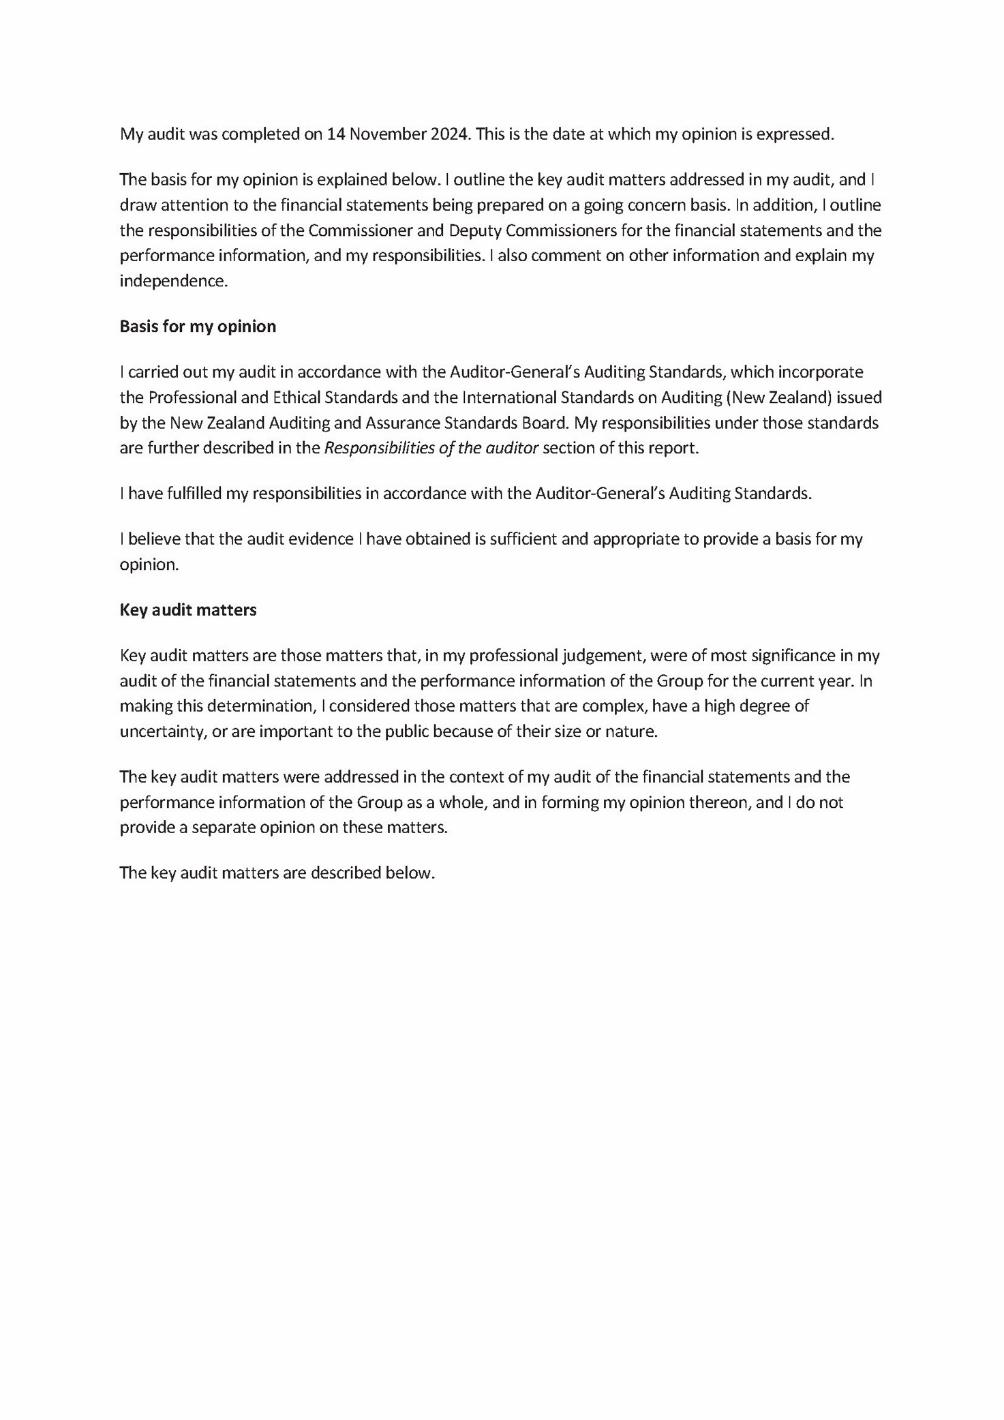 My audit was completed on 14 November 2024. This is the date at which my opinion is expressed.
The basis for my opinion is explained below. I outline the key audit matters addressed in my audit, and I
draw attention to the financial statements being prepared on a going concern basis. In addition, I outline
the responsibilities of the Commissioner and Deputy Commissioners for the financial statements and the
performance information, and my responsibilities. I also comment on other information and explain my
independence.
Basis for my opinion
I carried out my audit in accordance with the Auditor-General’s Auditing Standards, which incorporate
the Professional and Ethical Standards and the International Standards on Auditing (New Zealand) issued
by the New Zealand Auditing and Assurance Standards Board. My responsibilities under those standards
are further described in the Responsibilities of the auditor section of this report.
I have fulfilled my responsibilities in accordance with the Auditor-General’s Auditing Standards.
I believe that the audit evidence I have obtained is sufficient and appropriate to provide a basis for my
opinion.
Key audit matters
Key audit matters are those matters that, in my professional judgement, were of most significance in my
audit of the financial statements and the performance information of the Group for the current year. In
making this determination, I considered those matters that are complex, have a high degree of
uncertainty, or are important to the public because of their size or nature.
The key audit matters were addressed in the context of my audit of the financial statements and the
performance information of the Group as a whole, and in forming my opinion thereon, and I do not
provide a separate opinion on these matters.
The key audit matters are described below.